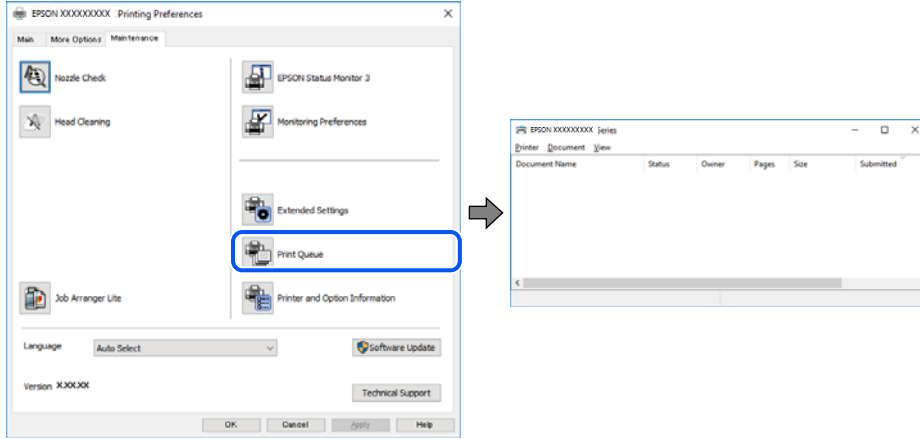 EPSON XXXXXXXXX Printing Preferences
Main More Options Maintenance
Nozzle Check
EPSON Status Monitor 3
Head Cleaning
Monitoring Preferences
Extended Settings
Print Queue
Job Arranger Lite
Printer and Option Information
Language Auto Select Software Update
Version X.XX.XX
Technical Support
OK Cancel Apply Help
EPSON XXXXXXXXX Series
Printer Document View
Document Name Status Owner Pages Size Submitted